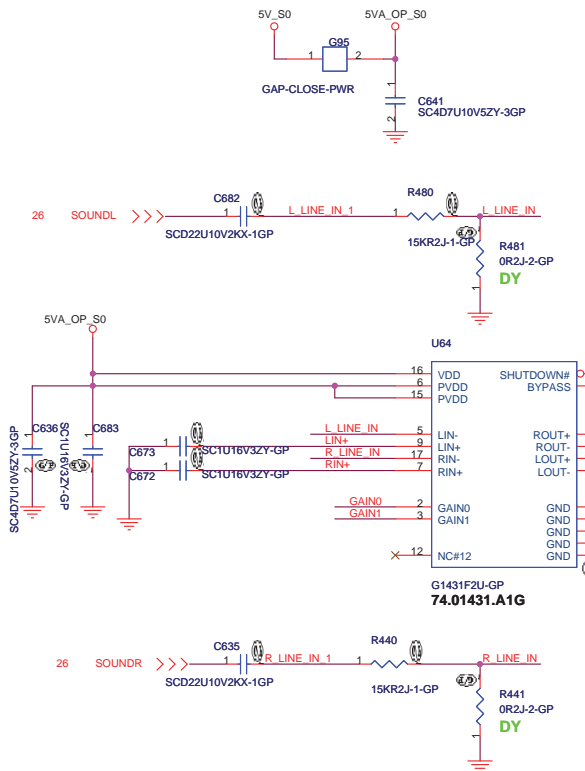 5V_S0
5VA_OP_S0
G95
1
2
GAP-CLOSE-PWR
1
C641
SC4D7U10V5ZY-3GP
2
26
SOUNDL
C682
1
SCD22U10V2KX-1GP
L_LINE_IN_1
R480
1
15KR2J-1-GP
L_LINE_IN
R481
0R2J-2-GP
DY
1
5VA_OP_S0
C636
SC4D7U10V5ZY-3GP
2
C683
SC1U16V3ZY-GP
C673
1
SC1U16V3ZY-GP
C672
1
SC1U16V3ZY-GP
U64
16 VDD
6 PVDD
15 PVDD
L_LINE_IN 5 LIN-
LIN+ 9 LIN+
R_LINE_IN 17 RIN-
RIN+ 7 RIN+
GAIN0 2 GAIN0
GAIN1 3 GAIN1
12 NC#12
SHUTDOWN#
BYPASS
ROUT+
ROUT-
LOUT+
LOUT-
GND
GND
GND
GND
GND
G1431F2U-GP
74.01431.A1G
26
SOUNDR
C635
1
SCD22U10V2KX-1GP
R_LINE_IN_1
R440
1
15KR2J-1-GP
R_LINE_IN
R441
0R2J-2-GP
DY
1